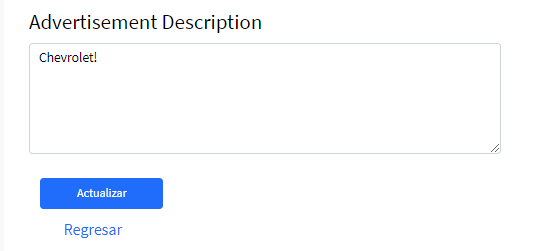 Advertisement Description
Chevrolet!
Actualizar
Regresar